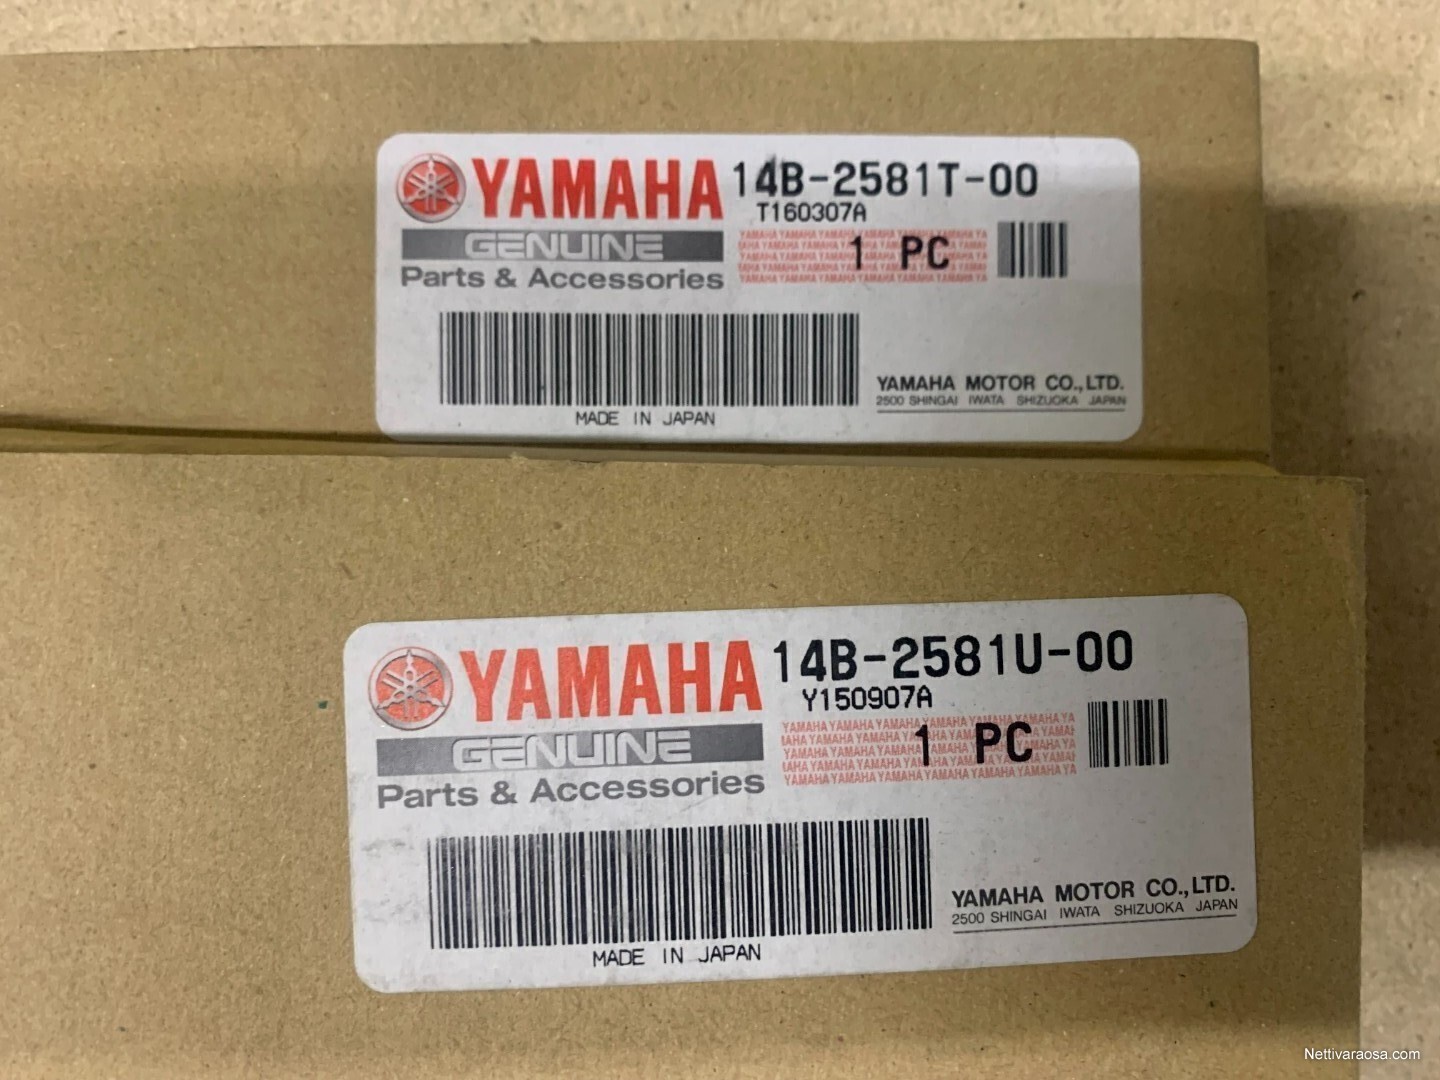 YAMAHA 14B-2581T-00
T160307A
GENUINE
1 PC
Parts & Accessories
YAMAHA MOTOR CO.,LTD.
2500 SHINGAI IWATA SHIZUOKA JAPAN
MADE IN JAPAN
YAMAHA 14B-2581U-00
Y150907A
GENUINE
1 PC
Parts & Accessories
YAMAHA MOTOR CO.,LTD.
2500 SHINGAI IWATA SHIZUOKA JAPAN
MADE IN JAPAN
Nettivaraosa.com